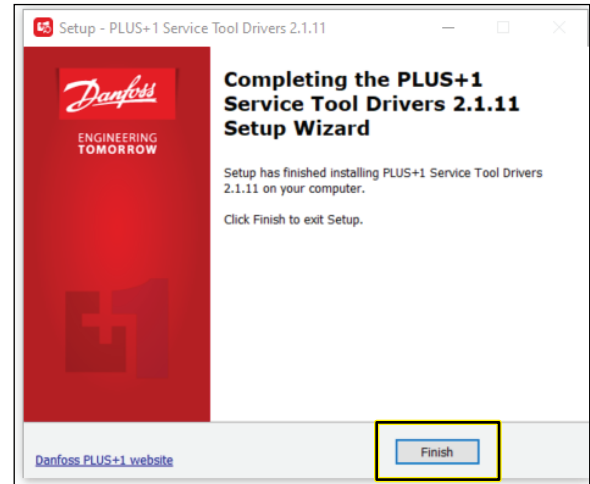 Setup - PLUS+1 Service Tool Drivers 2.1.11
Danfoss
ENGINEERING
TOMORROW
Completing the PLUS+1
Service Tool Drivers 2.1.11
Setup Wizard
Setup has finished installing PLUS+1 Service Tool Drivers
2.1.11 on your computer.
Click Finish to exit Setup.
+1
Danfoss PLUS+1 website
Finish